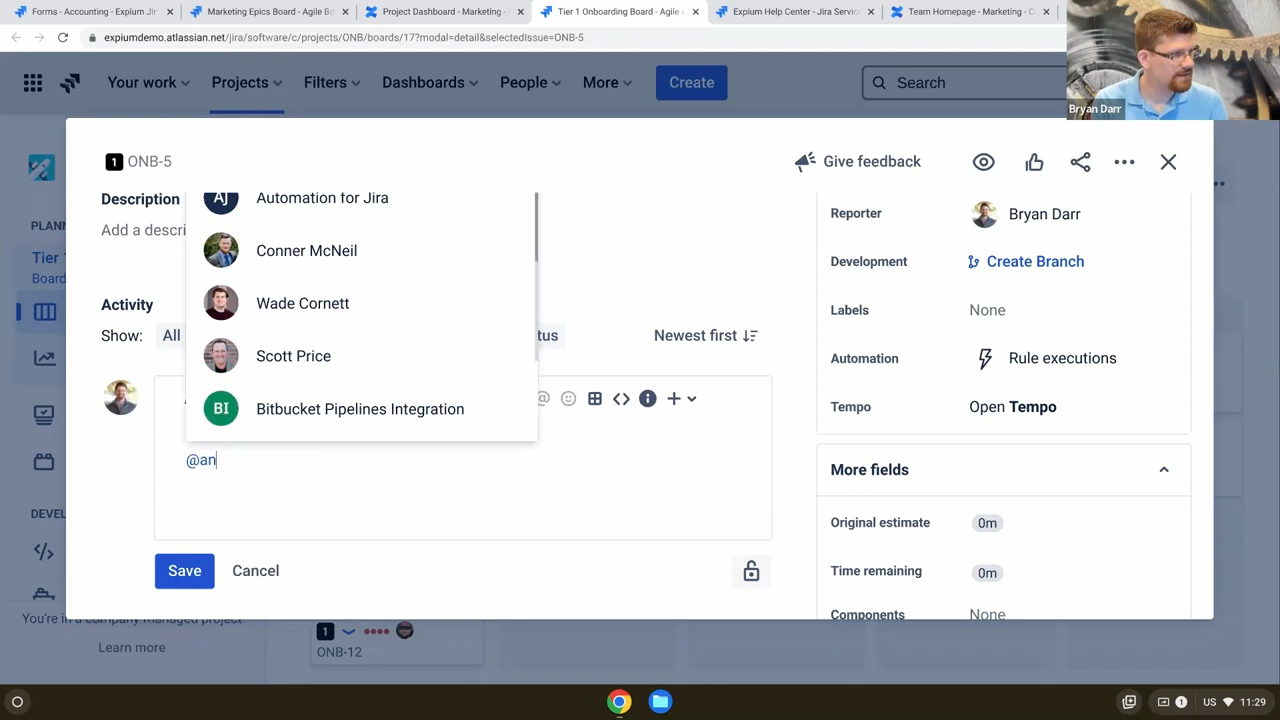 Forms - Accounting - Expium Jir
Marketing Epics Board - Agile Bo
Project Dashboard - Marketing -
Tier 1 Onboarding Board - Agile
Expium Help Center - Jira Servic
Team Homepage - Marketing - C
expiumdemo.atlassian.net/jira/software/c/projects/ONB/boards/17?modal=detail&selectedIssue=ONB-5
Your work
Projects
Filters
Dashboards
People
More
Create
Search
Bryan Darr
1 ONB-5
Give feedback
PLANN
Tier 1
Board
DEVEL
You're in a company-managed project
Learn more
Description
Add a descri
AJ Automation for Jira
Conner McNeil
Wade Cornett
Scott Price
BI Bitbucket Pipelines Integration
Activity
Show: All
tus
Newest first
@an
Save
Cancel
Reporter
Bryan Darr
Development
Create Branch
Labels
None
Automation
Rule executions
Tempo
Open Tempo
More fields
Original estimate
0m
Time remaining
0m
Components
None
1
ONB-12
1
US
11:29